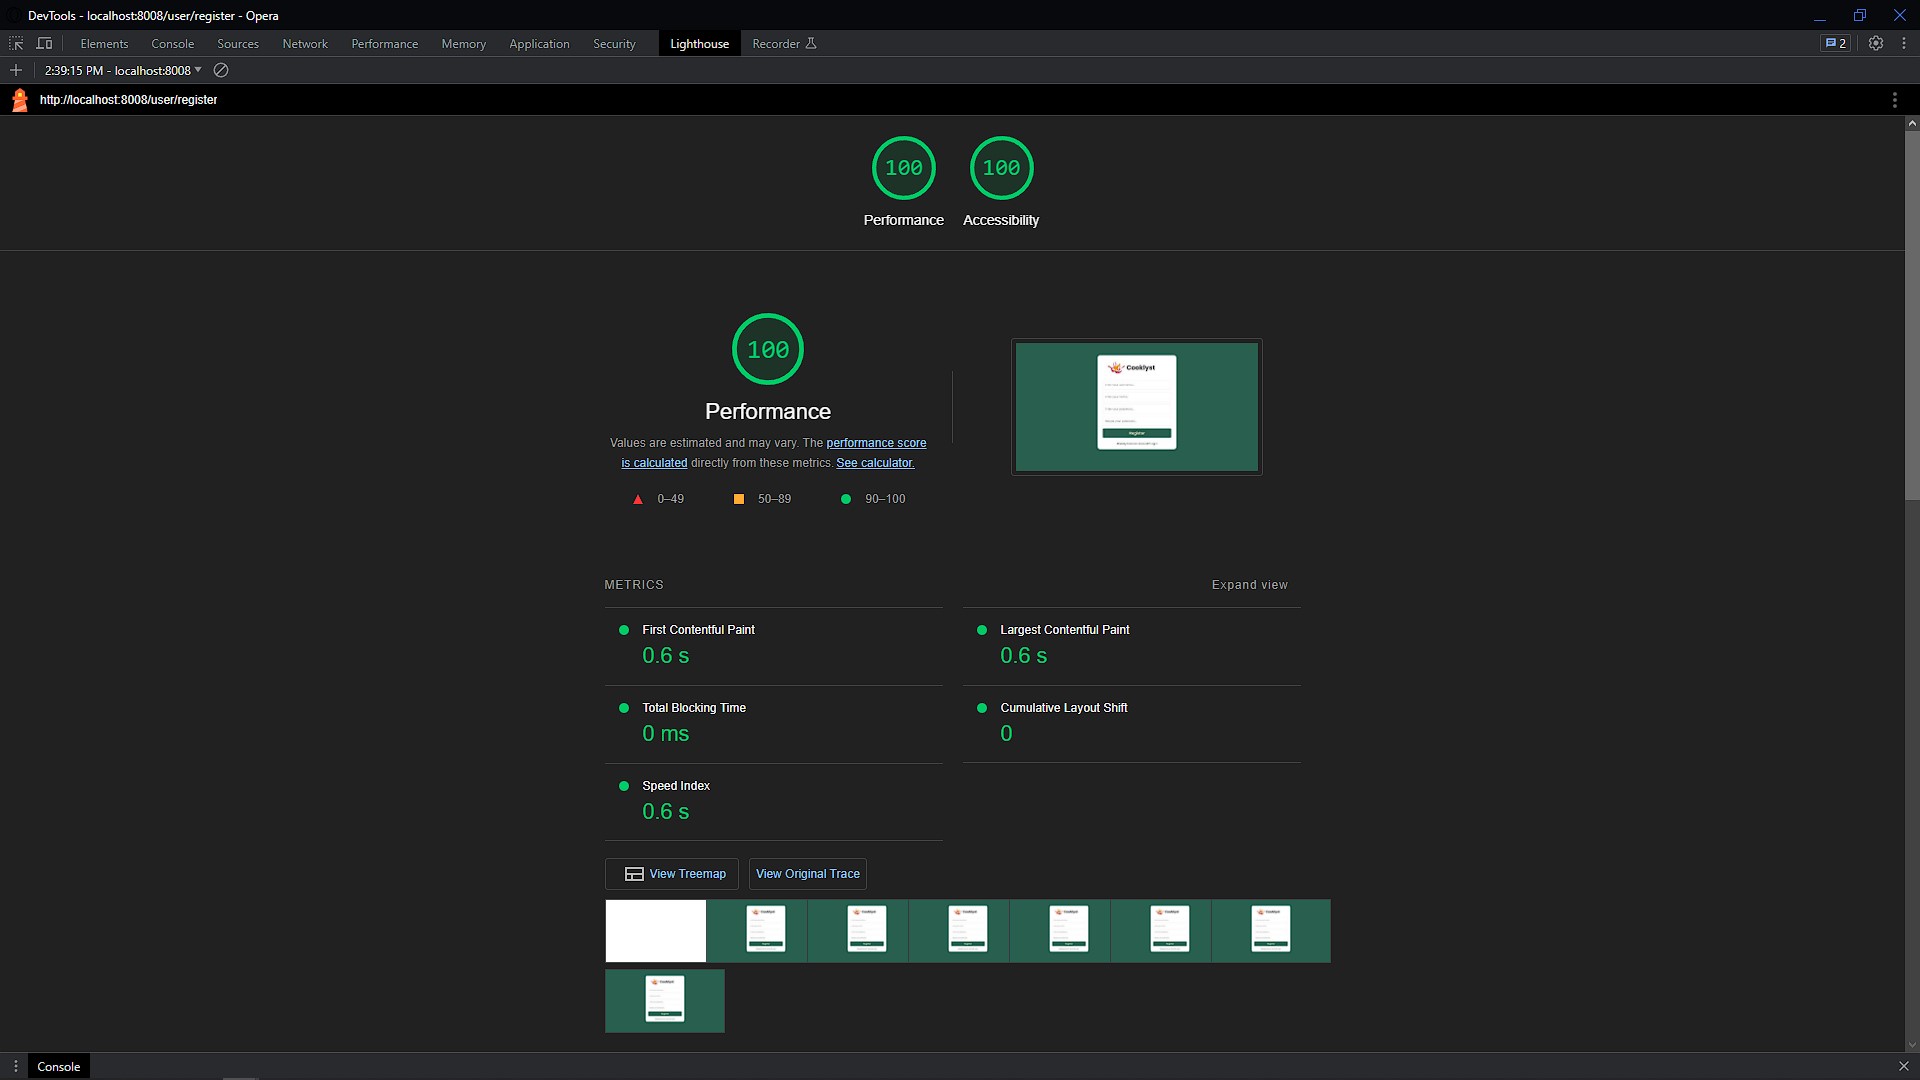 DevTools - localhost:8008/user/register - Opera
Elements Console Sources Network Performance Memory Application Security Lighthouse Recorder 2
2:39:15 PM - localhost:8008
http://localhost:8008/user/register
100 100
Performance Accessibility
100
Performance
Values are estimated and may vary. The performance score
is calculated directly from these metrics. See calculator.
0–49 50–89 90–100
Cooklyst
Register
METRICS Expand view
First Contentful Paint
0.6 s
Largest Contentful Paint
0.6 s
Total Blocking Time
0 ms
Cumulative Layout Shift
0
Speed Index
0.6 s
View Treemap View Original Trace
Console